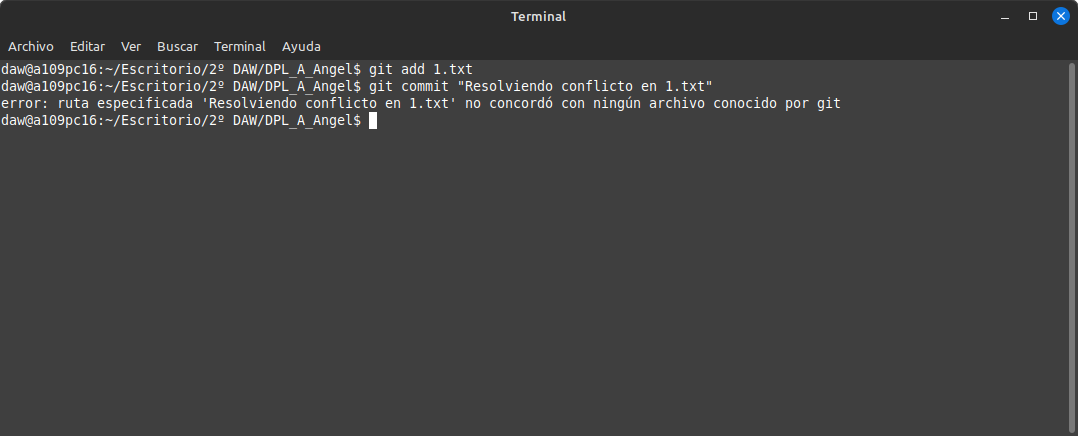 Terminal
Archivo Editar Ver Buscar Terminal Ayuda
daw@a109pc16:~/Escritorio/2º DAW/DPL_A_Angel$ git add 1.txt
daw@a109pc16:~/Escritorio/2º DAW/DPL_A_Angel$ git commit "Resolviendo conflicto en 1.txt"
error: ruta especificada 'Resolviendo conflicto en 1.txt' no concordó con ningún archivo conocido por git
daw@a109pc16:~/Escritorio/2º DAW/DPL_A_Angel$